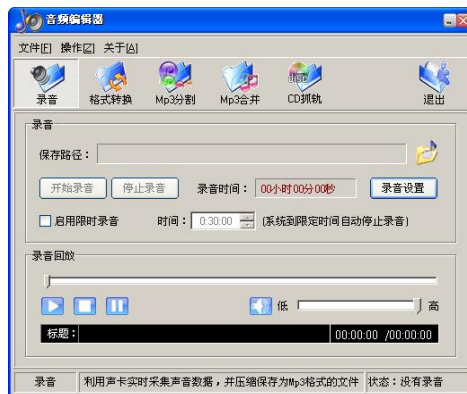 音频编辑器
文件[F] 操作[Z] 关于[A]
录音 格式转换 Mp3分割 Mp3合并 CD抓轨 退出
录音
保存路径：
开始录音 停止录音 录音时间： 00小时00分00秒 录音设置
启用限时录音 时间： 0:30:00 (系统到限定时间自动停止录音)
录音回放
低 高
标题： 00:00:00 /00:00:00
录音 利用声卡实时采集声音数据，并压缩保存为Mp3格式的文件 状态：没有录音